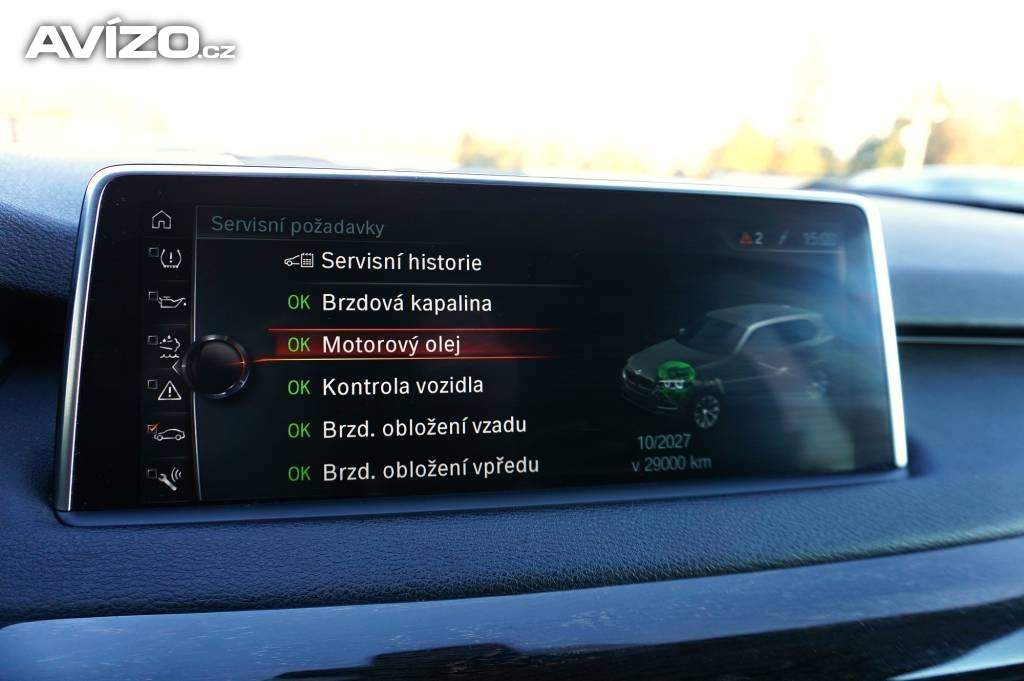 AVÍZO.cz
Servisní požadavky
2
Servisní historie
OK Brzdová kapalina
OK Motorový olej
OK Kontrola vozidla
OK Brzd. obložení vzadu
OK Brzd. obložení vpředu
10/2027
v 29000 km